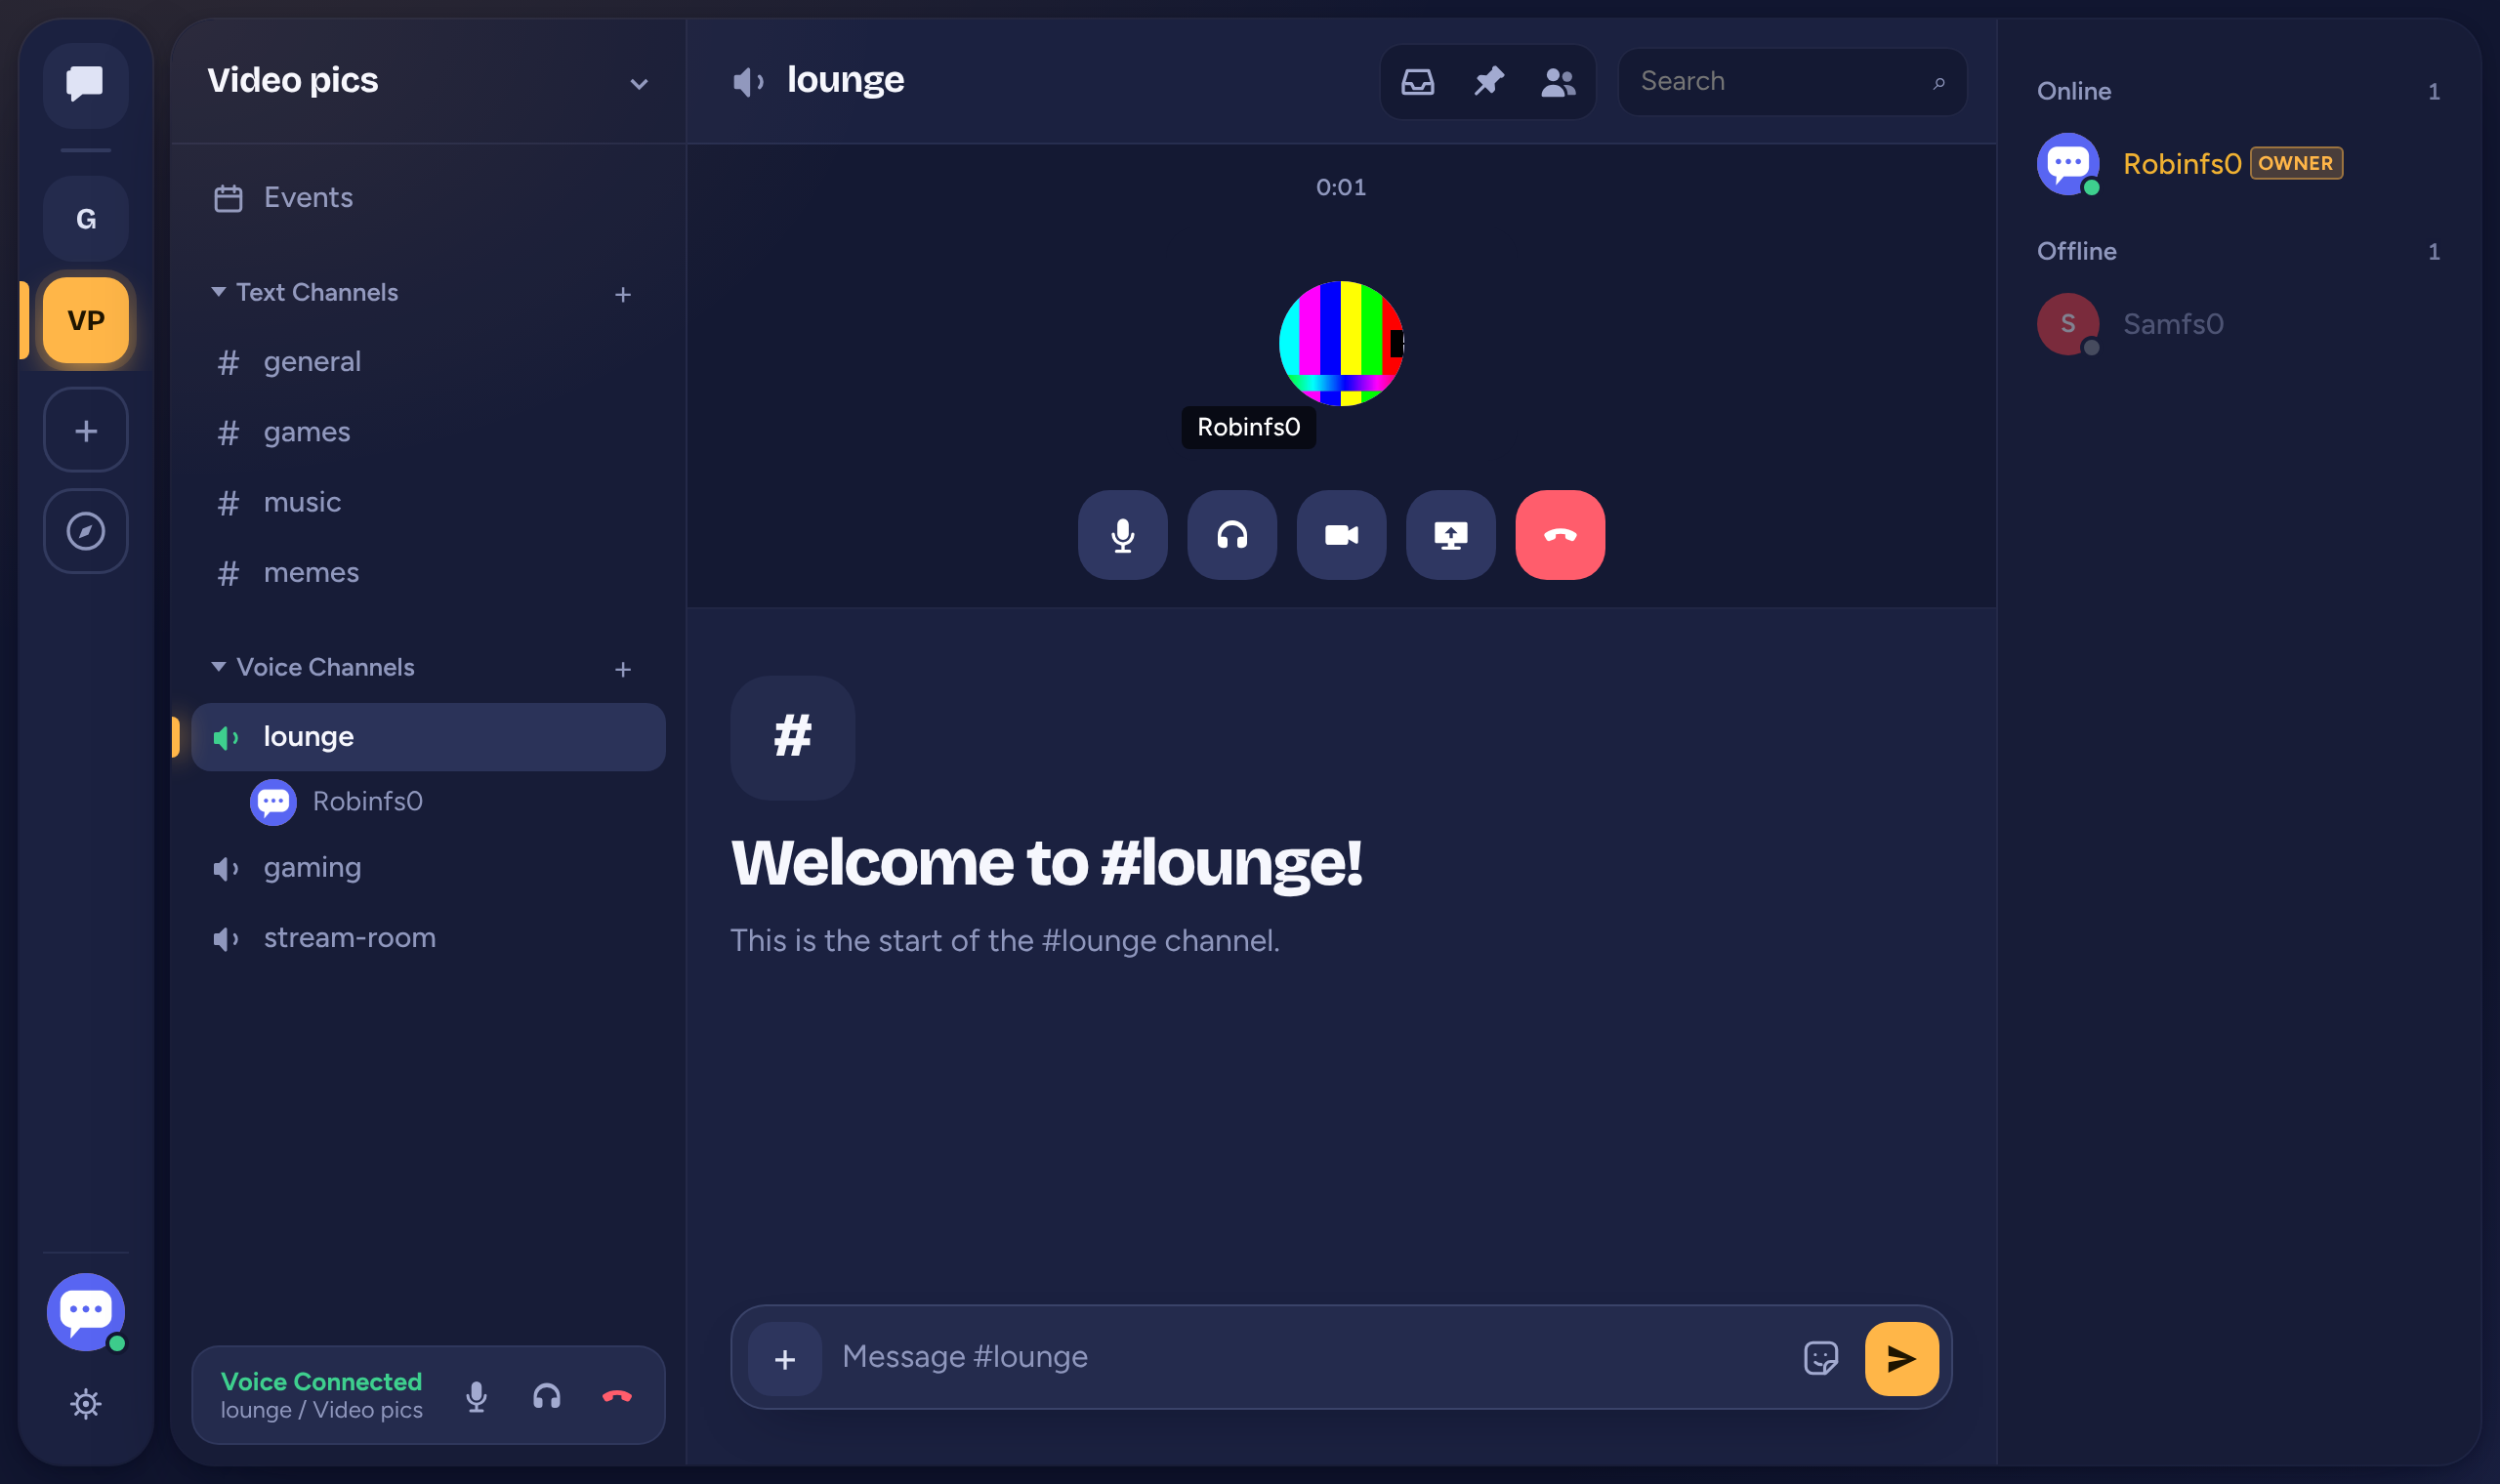 Video pics
lounge
Search
Online 1
Robinfs0 OWNER
Offline 1
S Samfs0
G
VP
Events
Text Channels
# general
# games
# music
# memes
Voice Channels
lounge
Robinfs0
gaming
stream-room
Voice Connected
lounge / Video pics
0:01
Robinfs0
#
Welcome to #lounge!
This is the start of the #lounge channel.
Message #lounge